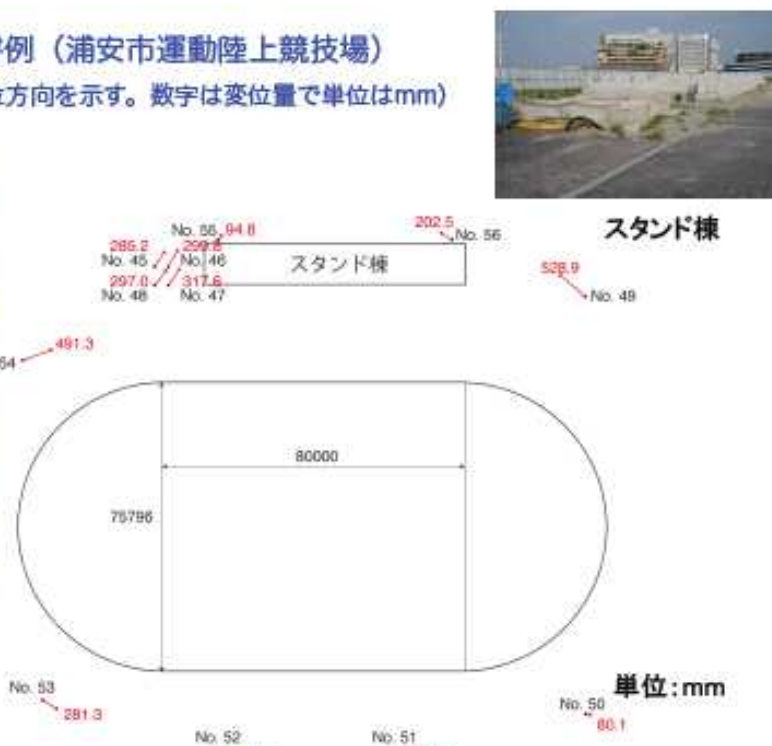 例（浦安市運動陸上競技場）
方向を示す。数字は変位量で単位はmm）
スタンド棟
No. 55
94.8
202.5
No. 56
285.2
299.8
No. 45
No. 46
スタンド棟
297.0
317.6
No. 48
No. 47
528.9
No. 49
491.3
54
80000
75796
No. 53
281.3
単位:mm
No. 50
80.1
No. 52
No. 51